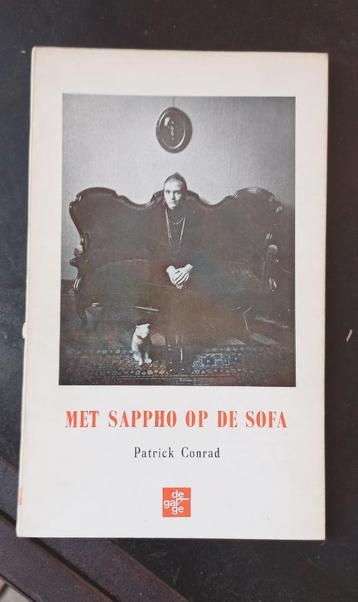 MET SAPPHO OP DE SOFA
Patrick Conrad
de
gal
ge